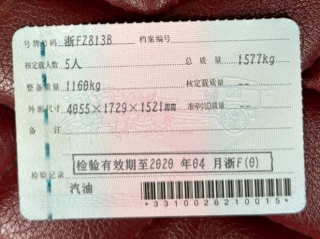 号牌号码 浙FZ813B 档案编号
核定载人数 5人 总质量 1577kg
整备质量 1160kg 核定载质量 --
外廓尺寸 4055×1729×1521mm 准牵引总质量 --
备注
检验有效期至2020 年04 月浙F(0)
检验记录
汽油
*3310026210015*